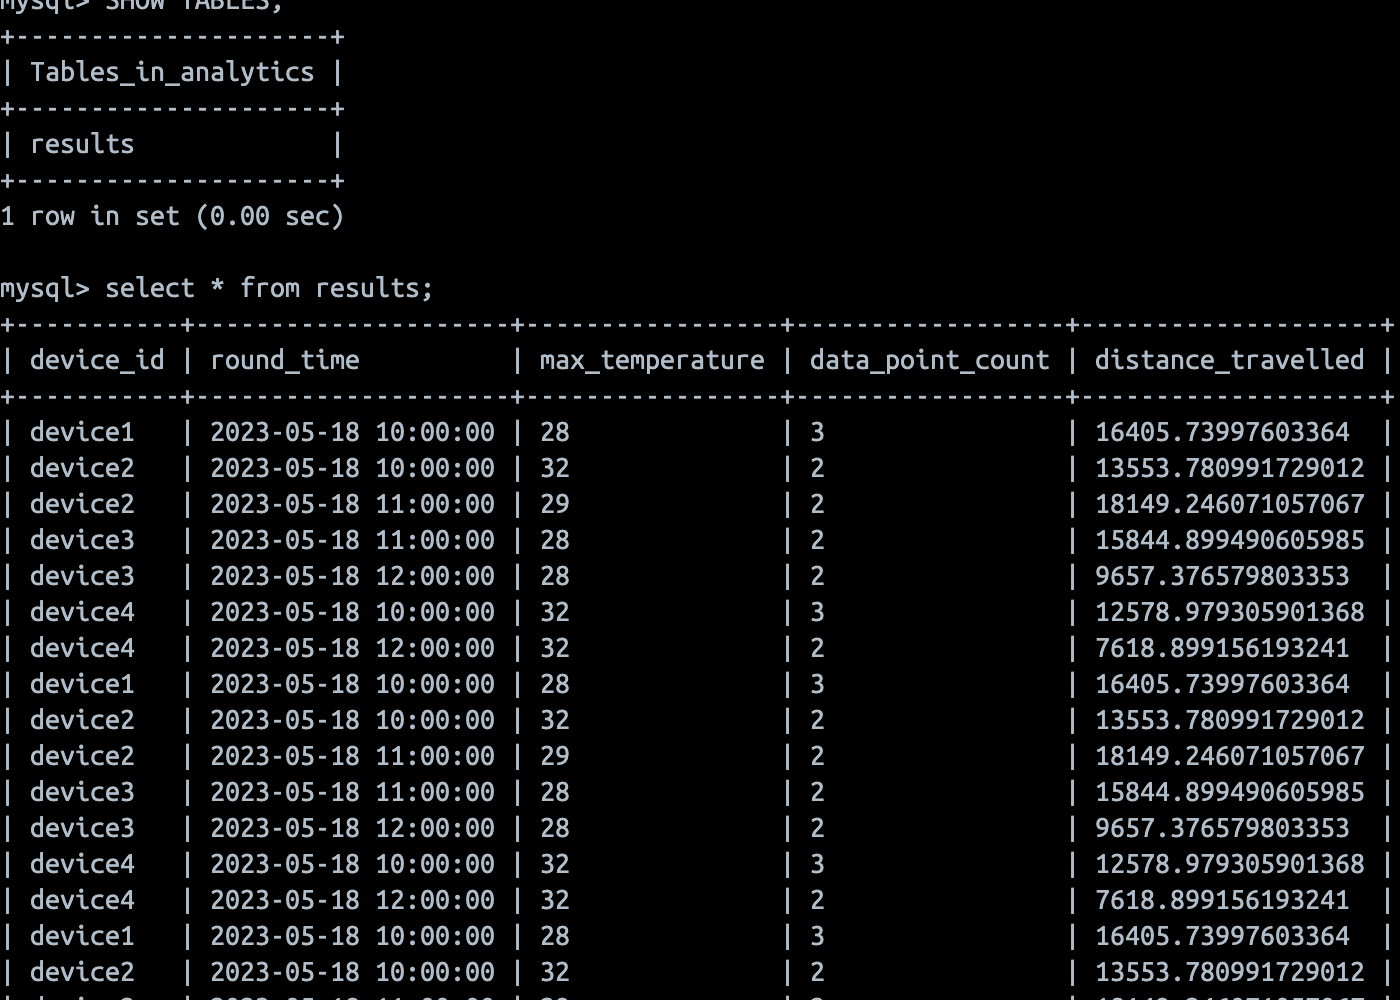 mysql> SHOW TABLES;
+---------------------+
| Tables_in_analytics |
+---------------------+
| results             |
+---------------------+
1 row in set (0.00 sec)
mysql> select * from results;
+-----------+---------------------+-----------------+------------------+--------------------+
| device_id | round_time          | max_temperature | data_point_count | distance_travelled |
+-----------+---------------------+-----------------+------------------+--------------------+
| device1   | 2023-05-18 10:00:00 | 28              | 3                | 16405.73997603364  |
| device2   | 2023-05-18 10:00:00 | 32              | 2                | 13553.780991729012 |
| device2   | 2023-05-18 11:00:00 | 29              | 2                | 18149.246071057067 |
| device3   | 2023-05-18 11:00:00 | 28              | 2                | 15844.899490605985 |
| device3   | 2023-05-18 12:00:00 | 28              | 2                | 9657.376579803353  |
| device4   | 2023-05-18 10:00:00 | 32              | 3                | 12578.979305901368 |
| device4   | 2023-05-18 12:00:00 | 32              | 2                | 7618.899156193241  |
| device1   | 2023-05-18 10:00:00 | 28              | 3                | 16405.73997603364  |
| device2   | 2023-05-18 10:00:00 | 32              | 2                | 13553.780991729012 |
| device2   | 2023-05-18 11:00:00 | 29              | 2                | 18149.246071057067 |
| device3   | 2023-05-18 11:00:00 | 28              | 2                | 15844.899490605985 |
| device3   | 2023-05-18 12:00:00 | 28              | 2                | 9657.376579803353  |
| device4   | 2023-05-18 10:00:00 | 32              | 3                | 12578.979305901368 |
| device4   | 2023-05-18 12:00:00 | 32              | 2                | 7618.899156193241  |
| device1   | 2023-05-18 10:00:00 | 28              | 3                | 16405.73997603364  |
| device2   | 2023-05-18 10:00:00 | 32              | 2                | 13553.780991729012 |